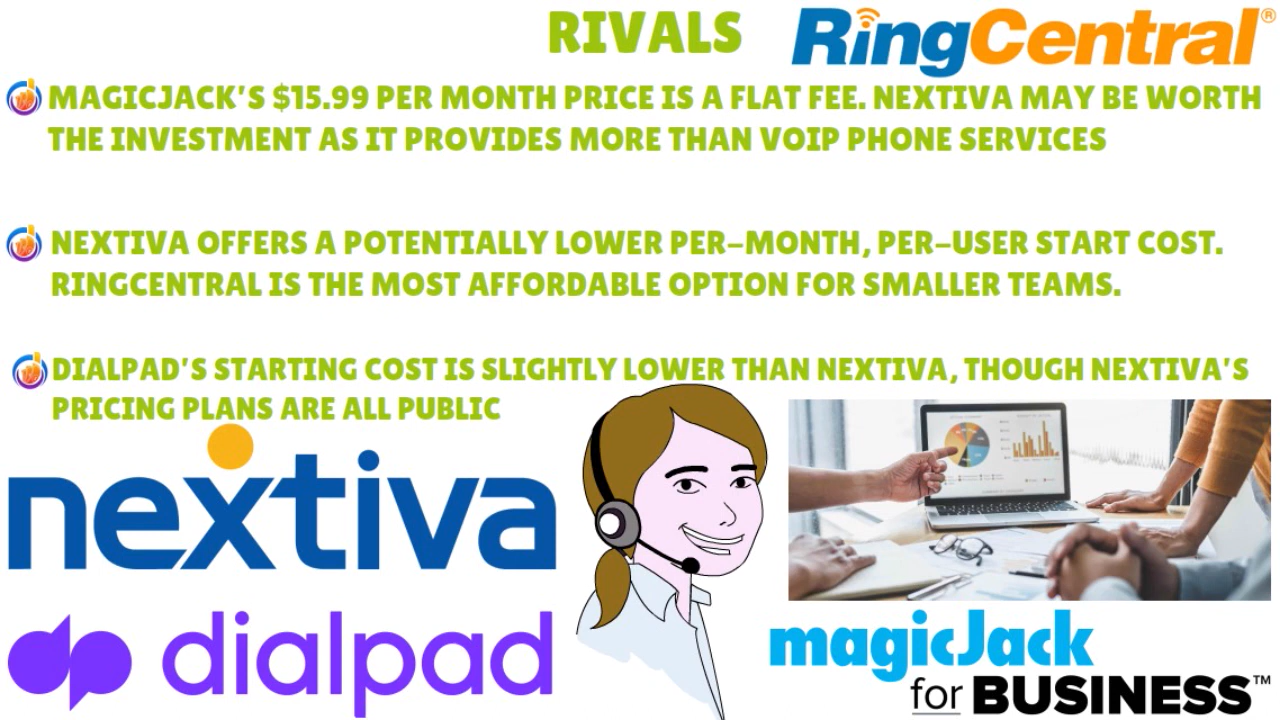 RIVALS
RingCentral®
MAGICJACK'S $15.99 PER MONTH PRICE IS A FLAT FEE. NEXTIVA MAY BE WORTH
THE INVESTMENT AS IT PROVIDES MORE THAN VOIP PHONE SERVICES
NEXTIVA OFFERS A POTENTIALLY LOWER PER-MONTH, PER-USER START COST.
RINGCENTRAL IS THE MOST AFFORDABLE OPTION FOR SMALLER TEAMS.
DIALPAD'S STARTING COST IS SLIGHTLY LOWER THAN NEXTIVA, THOUGH NEXTIVA'S
PRICING PLANS ARE ALL PUBLIC
nextiva
dialpad
magicJack
for BUSINESS™